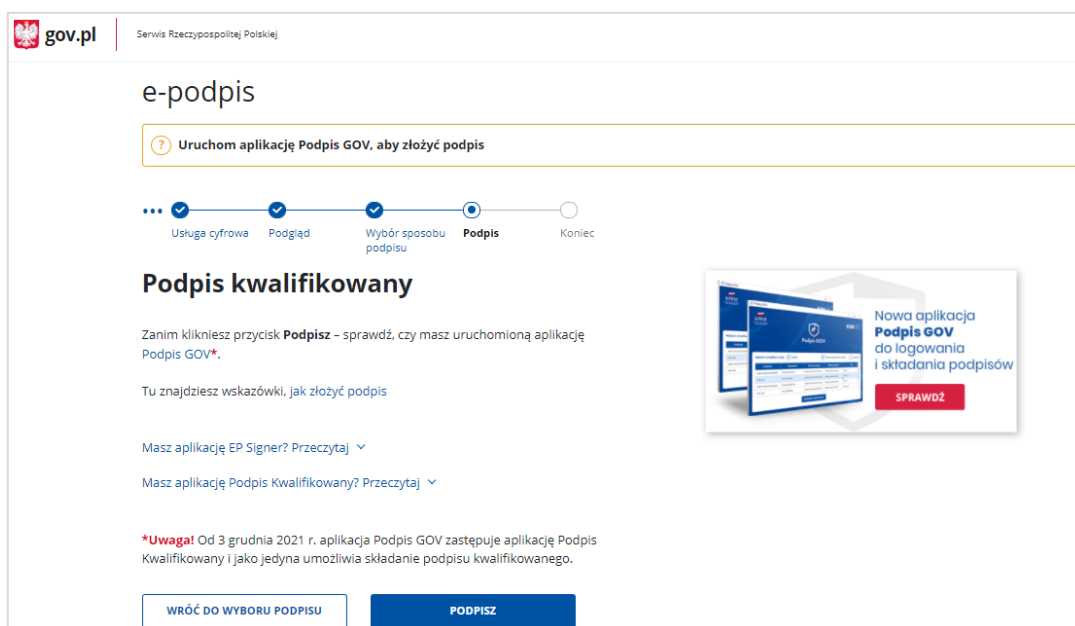 gov.pl
Serwis Rzeczypospolitej Polskiej
e-podpis
Uruchom aplikację Podpis GOV, aby złożyć podpis
Usługa cyfrowa
Podgląd
Wybór sposobu
podpisu
Podpis
Koniec
Podpis kwalifikowany
Zanim klikniesz przycisk Podpisz – sprawdź, czy masz uruchomioną aplikację
Podpis GOV*.
Tu znajdziesz wskazówki, jak złożyć podpis
Masz aplikację EP Signer? Przeczytaj
Masz aplikację Podpis Kwalifikowany? Przeczytaj
*Uwaga! Od 3 grudnia 2021 r. aplikacja Podpis GOV zastępuje aplikację Podpis
Kwalifikowany i jako jedyna umożliwia składanie podpisu kwalifikowanego.
WRÓĆ DO WYBORU PODPISU
PODPISZ
Podpis GOV
Nowa aplikacja
Podpis GOV
do logowania
i składania podpisów
SPRAWDŹ